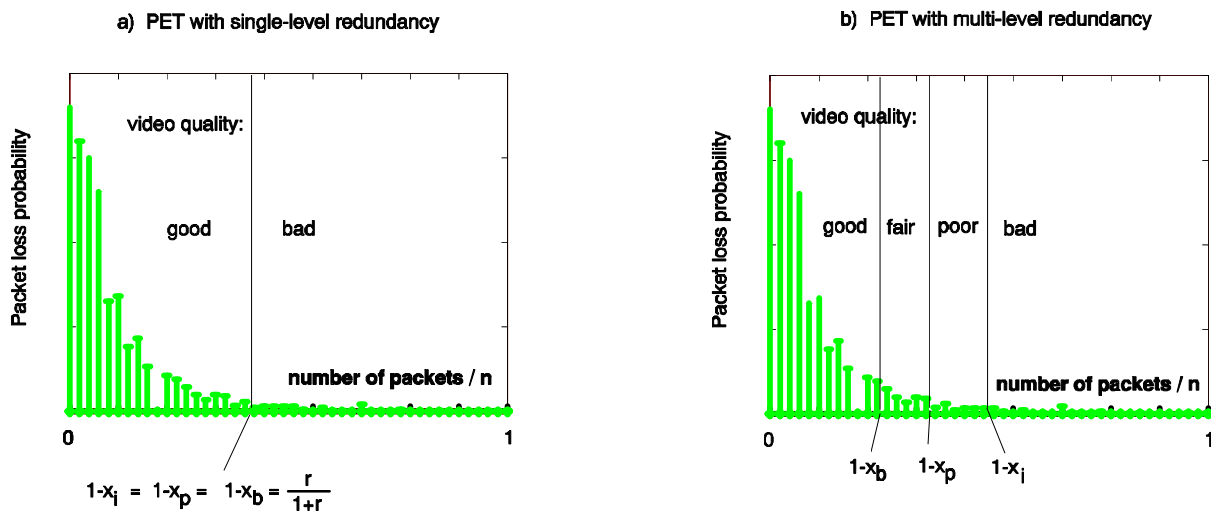 a) PET with single-level redundancy
Packet loss probability
video quality:
good
bad
number of packets / n
0
1
1-xi = 1-xp = 1-xb = r/1+r
b) PET with multi-level redundancy
Packet loss probability
video quality:
good
fair
poor
bad
number of packets / n
0
1
1-xb
1-xp
1-xi